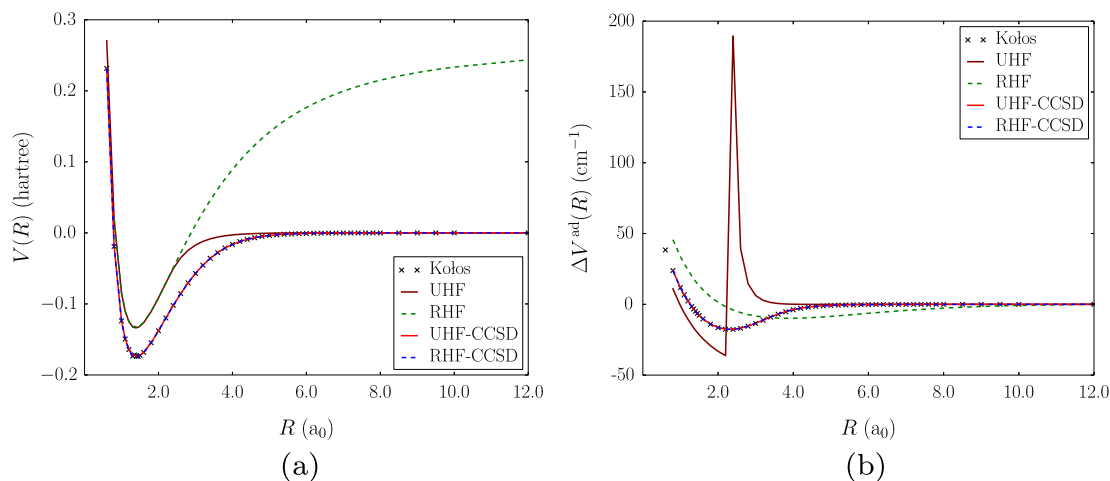 0.3
0.2
0.1
0.0
−0.1
−0.2
V(R) (hartree)
2.0 4.0 6.0 8.0 10.0 12.0
R (a₀)
Kołos
UHF
RHF
UHF-CCSD
RHF-CCSD
(a)
200
150
100
50
0
-50
ΔVᵃᵈ(R) (cm⁻¹)
2.0 4.0 6.0 8.0 10.0 12.0
R (a₀)
Kołos
UHF
RHF
UHF-CCSD
RHF-CCSD
(b)